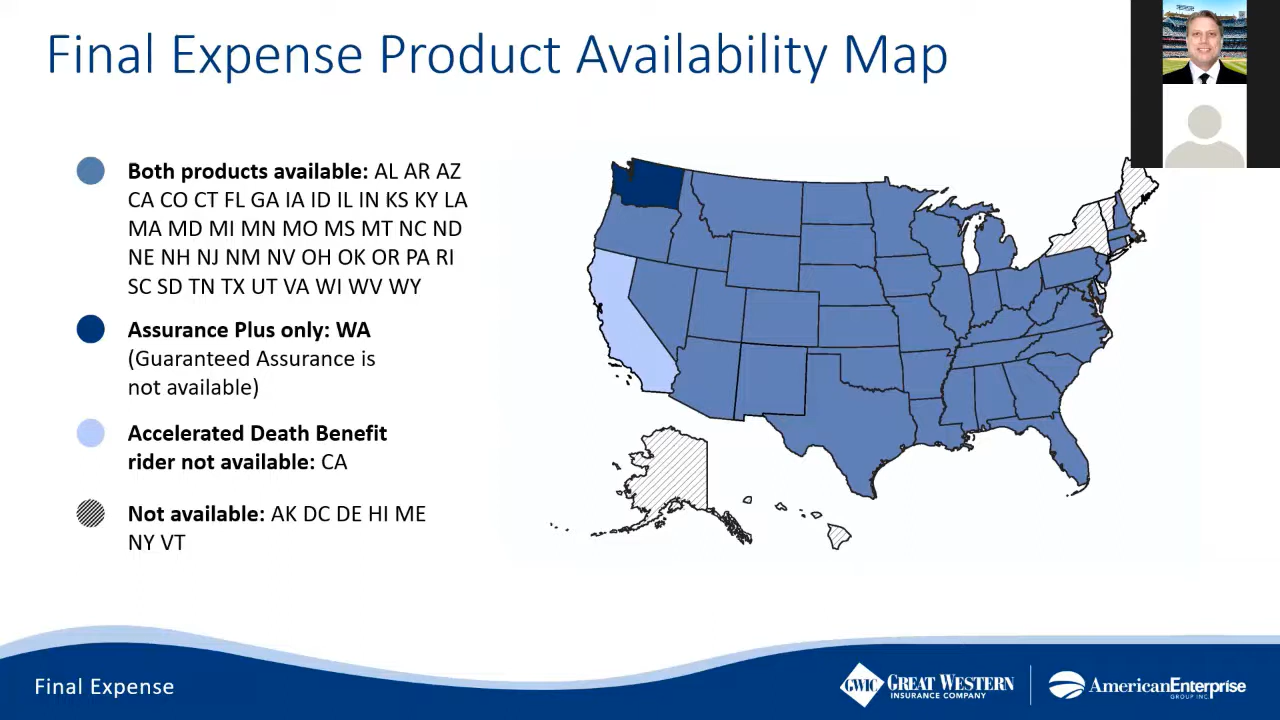 Final Expense Product Availability Map
Both products available: AL AR AZ
CA CO CT FL GA IA ID IL IN KS KY LA
MA MD MI MN MO MS MT NC ND
NE NH NJ NM NV OH OK OR PA RI
SC SD TN TX UT VA WI WV WY
Assurance Plus only: WA
(Guaranteed Assurance is
not available)
Accelerated Death Benefit
rider not available: CA
Not available: AK DC DE HI ME
NY VT
Final Expense
GWIC
GREAT WESTERN
INSURANCE COMPANY
AmericanEnterprise
GROUP INC.